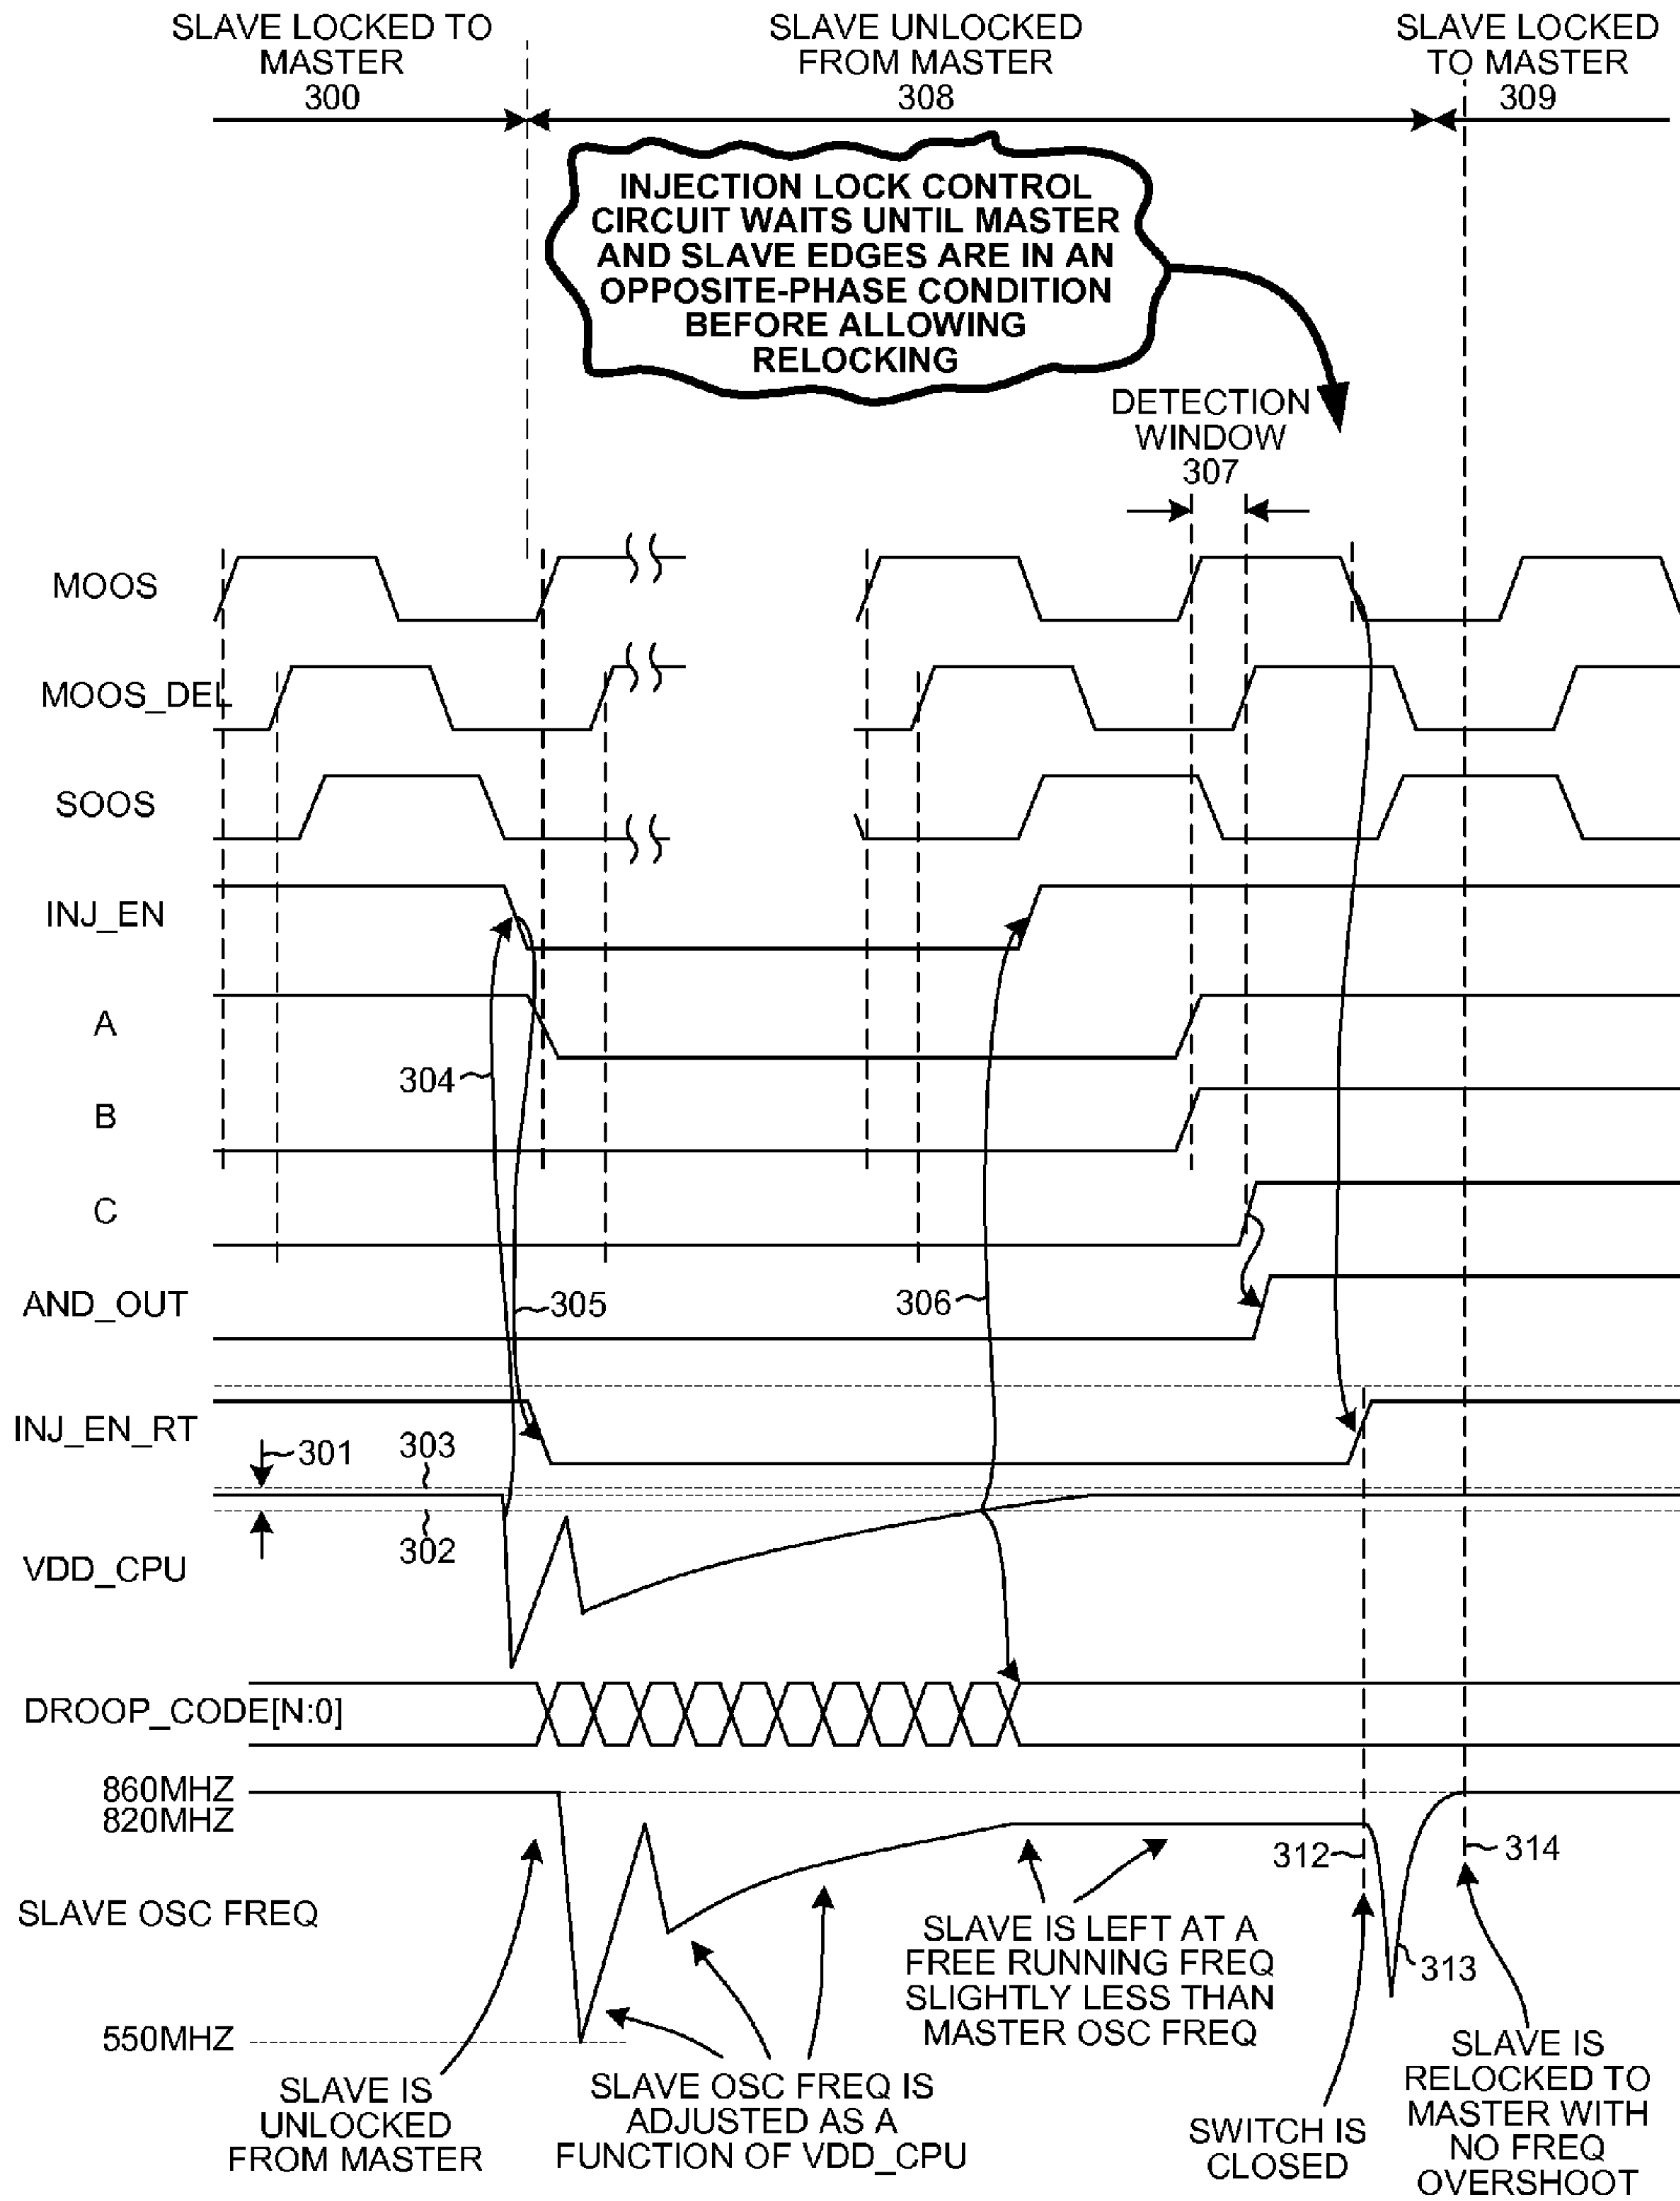 SLAVE LOCKED TO
MASTER
300
SLAVE UNLOCKED
FROM MASTER
308
SLAVE LOCKED
TO MASTER
309
INJECTION LOCK CONTROL
CIRCUIT WAITS UNTIL MASTER
AND SLAVE EDGES ARE IN AN
OPPOSITE-PHASE CONDITION
BEFORE ALLOWING
RELOCKING
DETECTION
WINDOW
307
MOOS
MOOS_DEL
SOOS
INJ_EN
A
304
B
C
AND_OUT
305
306
INJ_EN_RT
301
303
302
VDD_CPU
DROOP_CODE[N:0]
860MHZ
820MHZ
312
314
SLAVE OSC FREQ
313
550MHZ
SLAVE IS
UNLOCKED
FROM MASTER
SLAVE OSC FREQ IS
ADJUSTED AS A
FUNCTION OF VDD_CPU
SLAVE IS LEFT AT A
FREE RUNNING FREQ
SLIGHTLY LESS THAN
MASTER OSC FREQ
SWITCH IS
CLOSED
SLAVE IS
RELOCKED TO
MASTER WITH
NO FREQ
OVERSHOOT